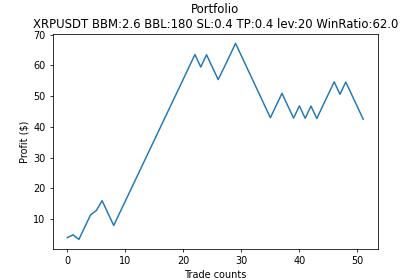 Portfolio
XRPUSDT BBM:2.6 BBL:180 SL:0.4 TP:0.4 lev:20 WinRatio:62.0
70
60
50
40
30
20
10
Profit ($)
0 10 20 30 40 50
Trade counts